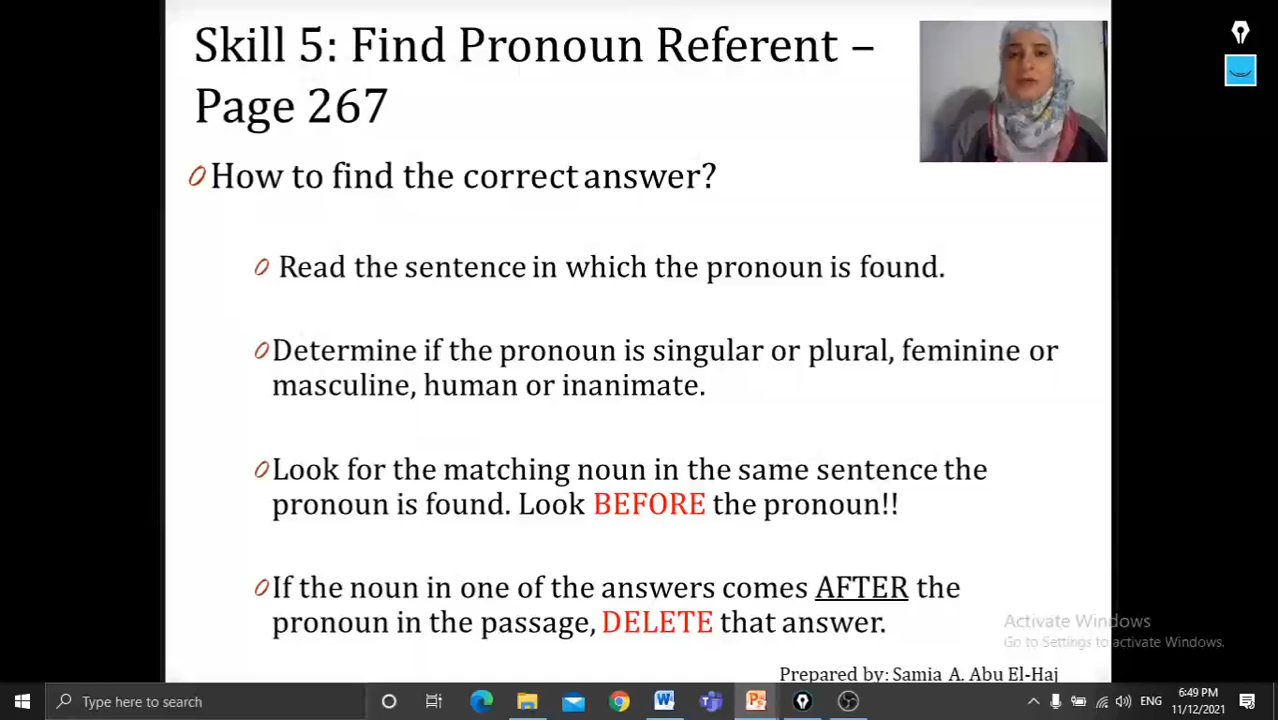 Skill 5: Find Pronoun Referent –
Page 267
How to find the correct answer?
Read the sentence in which the pronoun is found.
Determine if the pronoun is singular or plural, feminine or
masculine, human or inanimate.
Look for the matching noun in the same sentence the
pronoun is found. Look BEFORE the pronoun!!
If the noun in one of the answers comes AFTER the
pronoun in the passage, DELETE that answer.
Activate Windows
Go to Settings to activate Windows.
Prepared by: Samia A. Abu El-Haj
Type here to search
ENG
6:49 PM
11/12/2021